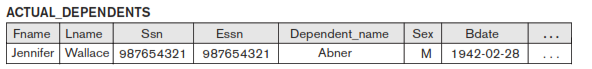 ACTUAL_DEPENDENTS
Fname Lname Ssn Essn Dependent_name Sex Bdate ...
Jennifer Wallace 987654321 987654321 Abner M 1942-02-28 ...